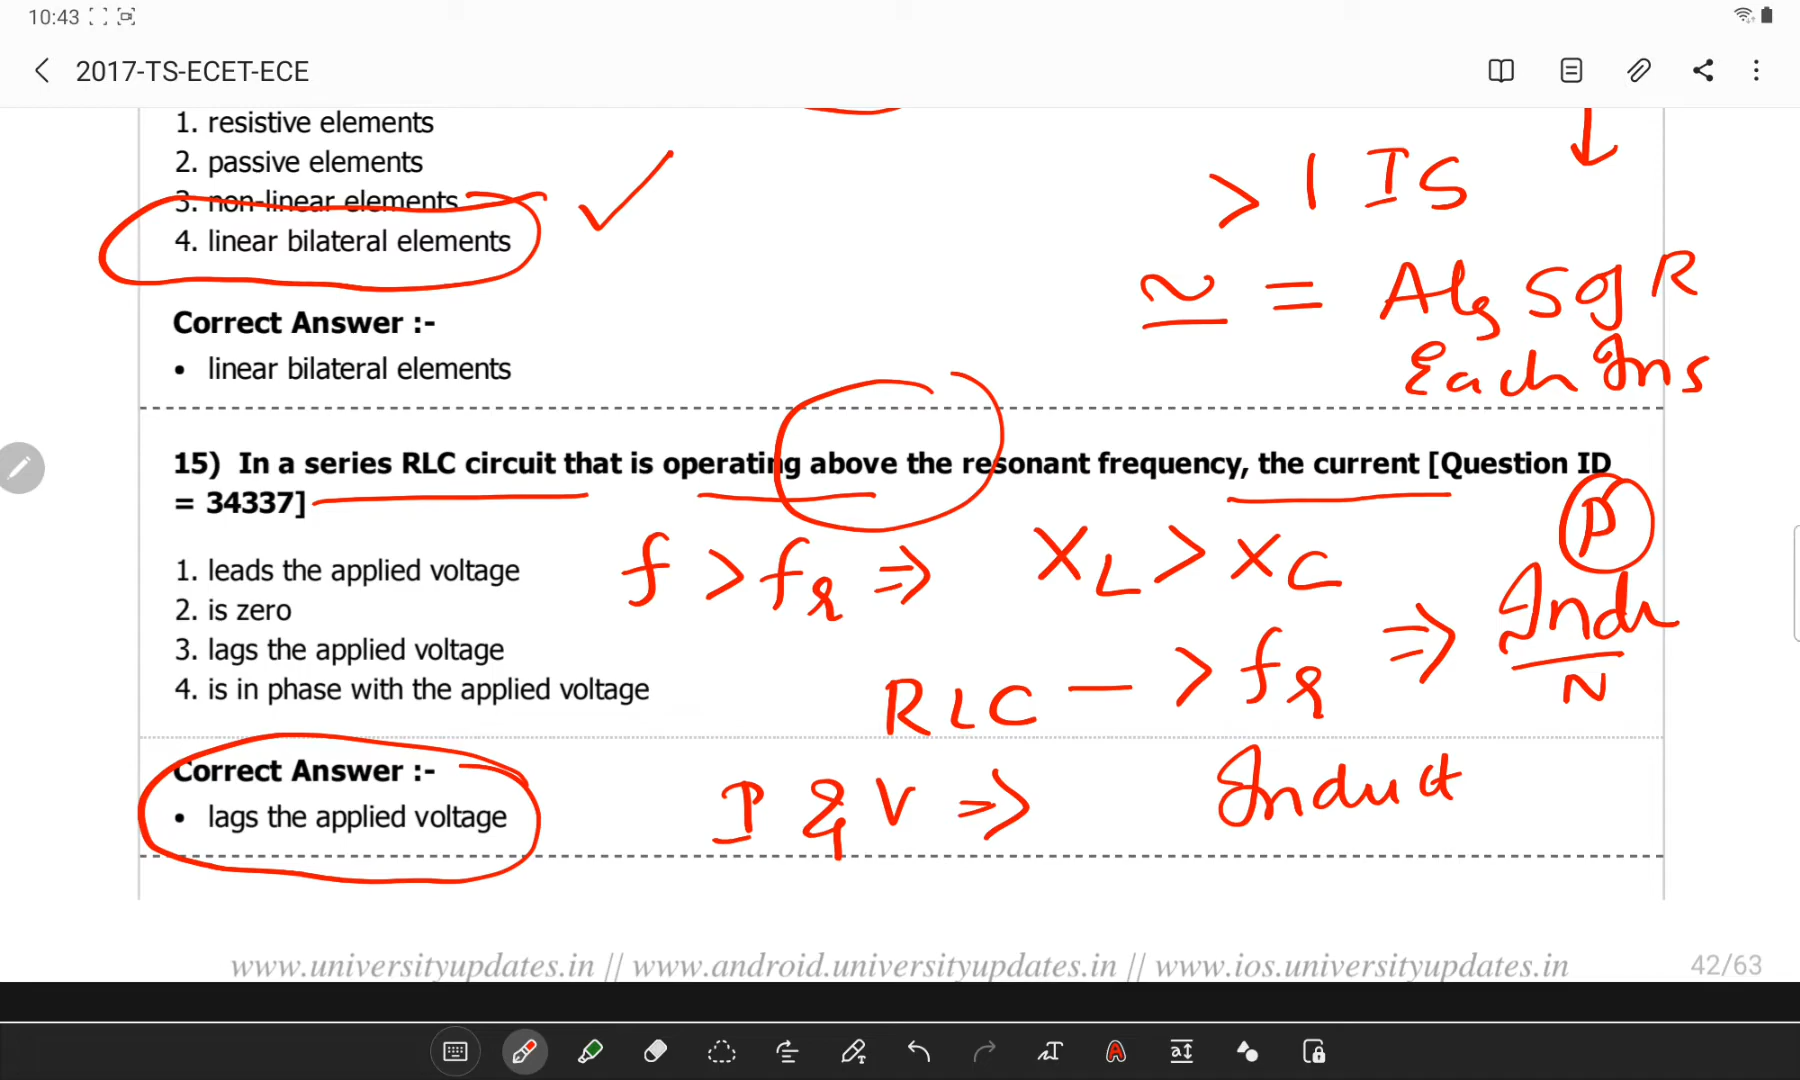 10:43
2017-TS-ECET-ECE
1. resistive elements
2. passive elements
3. non-linear elements
4. linear bilateral elements
> 1 IS
Correct Answer :-
= Alg
Each Ins
• linear bilateral elements
15) In a series RLC circuit that is operating above the resonant frequency, the current [Question ID
= 34337]
P
1. leads the applied voltage
f > fr ⇒ XL > XC
2. is zero
3. lags the applied voltage
4. is in phase with the applied voltage
RLC — > fr ⇒
N
Correct Answer :-
• lags the applied voltage
I & V ⇒ Induct
www.universityupdates.in || www.android.universityupdates.in || www.ios.universityupdates.in
42/63